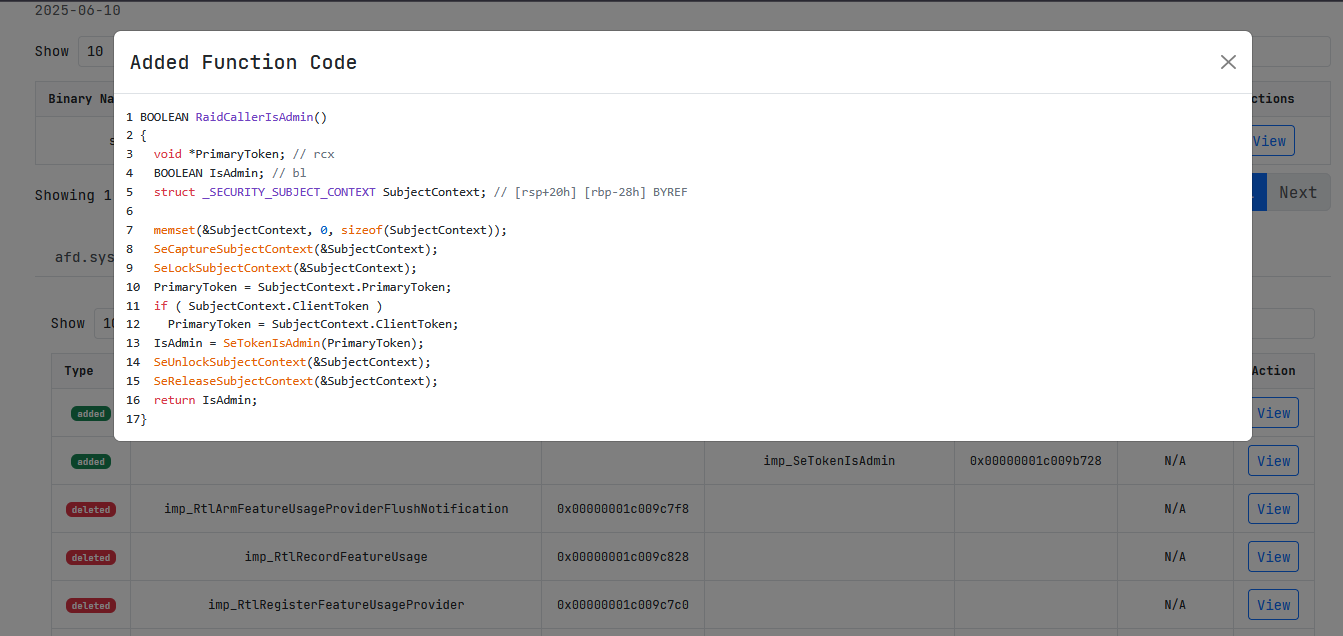 2025-06-10
Show 10
Added Function Code
Binary Na
ctions
1 BOOLEAN RaidCallerIsAdmin()
2 {
3   void *PrimaryToken; // rcx
4   BOOLEAN IsAdmin; // bl
5   struct _SECURITY_SUBJECT_CONTEXT SubjectContext; // [rsp+20h] [rbp-28h] BYREF
6
7   memset(&SubjectContext, 0, sizeof(SubjectContext));
8   SeCaptureSubjectContext(&SubjectContext);
9   SeLockSubjectContext(&SubjectContext);
10   PrimaryToken = SubjectContext.PrimaryToken;
11   if ( SubjectContext.ClientToken )
12     PrimaryToken = SubjectContext.ClientToken;
13   IsAdmin = SeTokenIsAdmin(PrimaryToken);
14   SeUnlockSubjectContext(&SubjectContext);
15   SeReleaseSubjectContext(&SubjectContext);
16   return IsAdmin;
17 }
s
View
Showing 1
Next
afd.sys
Show 10
Type
Action
added
View
added imp_SeTokenIsAdmin 0x00000001c009b728 N/A View
deleted imp_RtlArmFeatureUsageProviderFlushNotification 0x00000001c009c7f8 N/A View
deleted imp_RtlRecordFeatureUsage 0x00000001c009c828 N/A View
deleted imp_RtlRegisterFeatureUsageProvider 0x00000001c009c7c0 N/A View